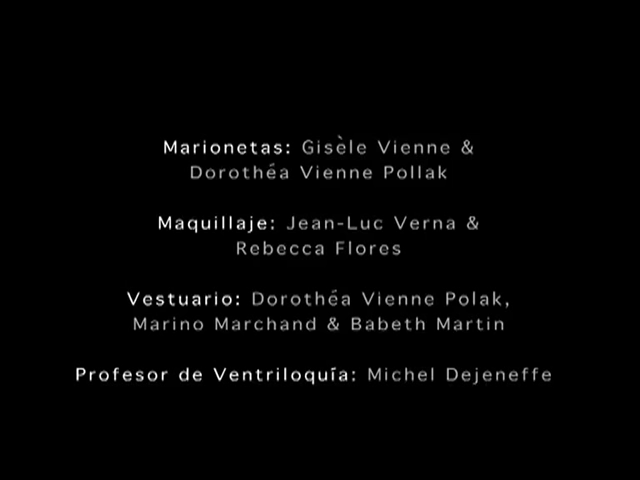 Marionetas: Gisèle Vienne &
Dorothéa Vienne Pollak
Maquillaje: Jean-Luc Verna &
Rebecca Flores
Vestuario: Dorothéa Vienne Polak,
Marino Marchand & Babeth Martin
Profesor de Ventriloquía: Michel Dejeneffe